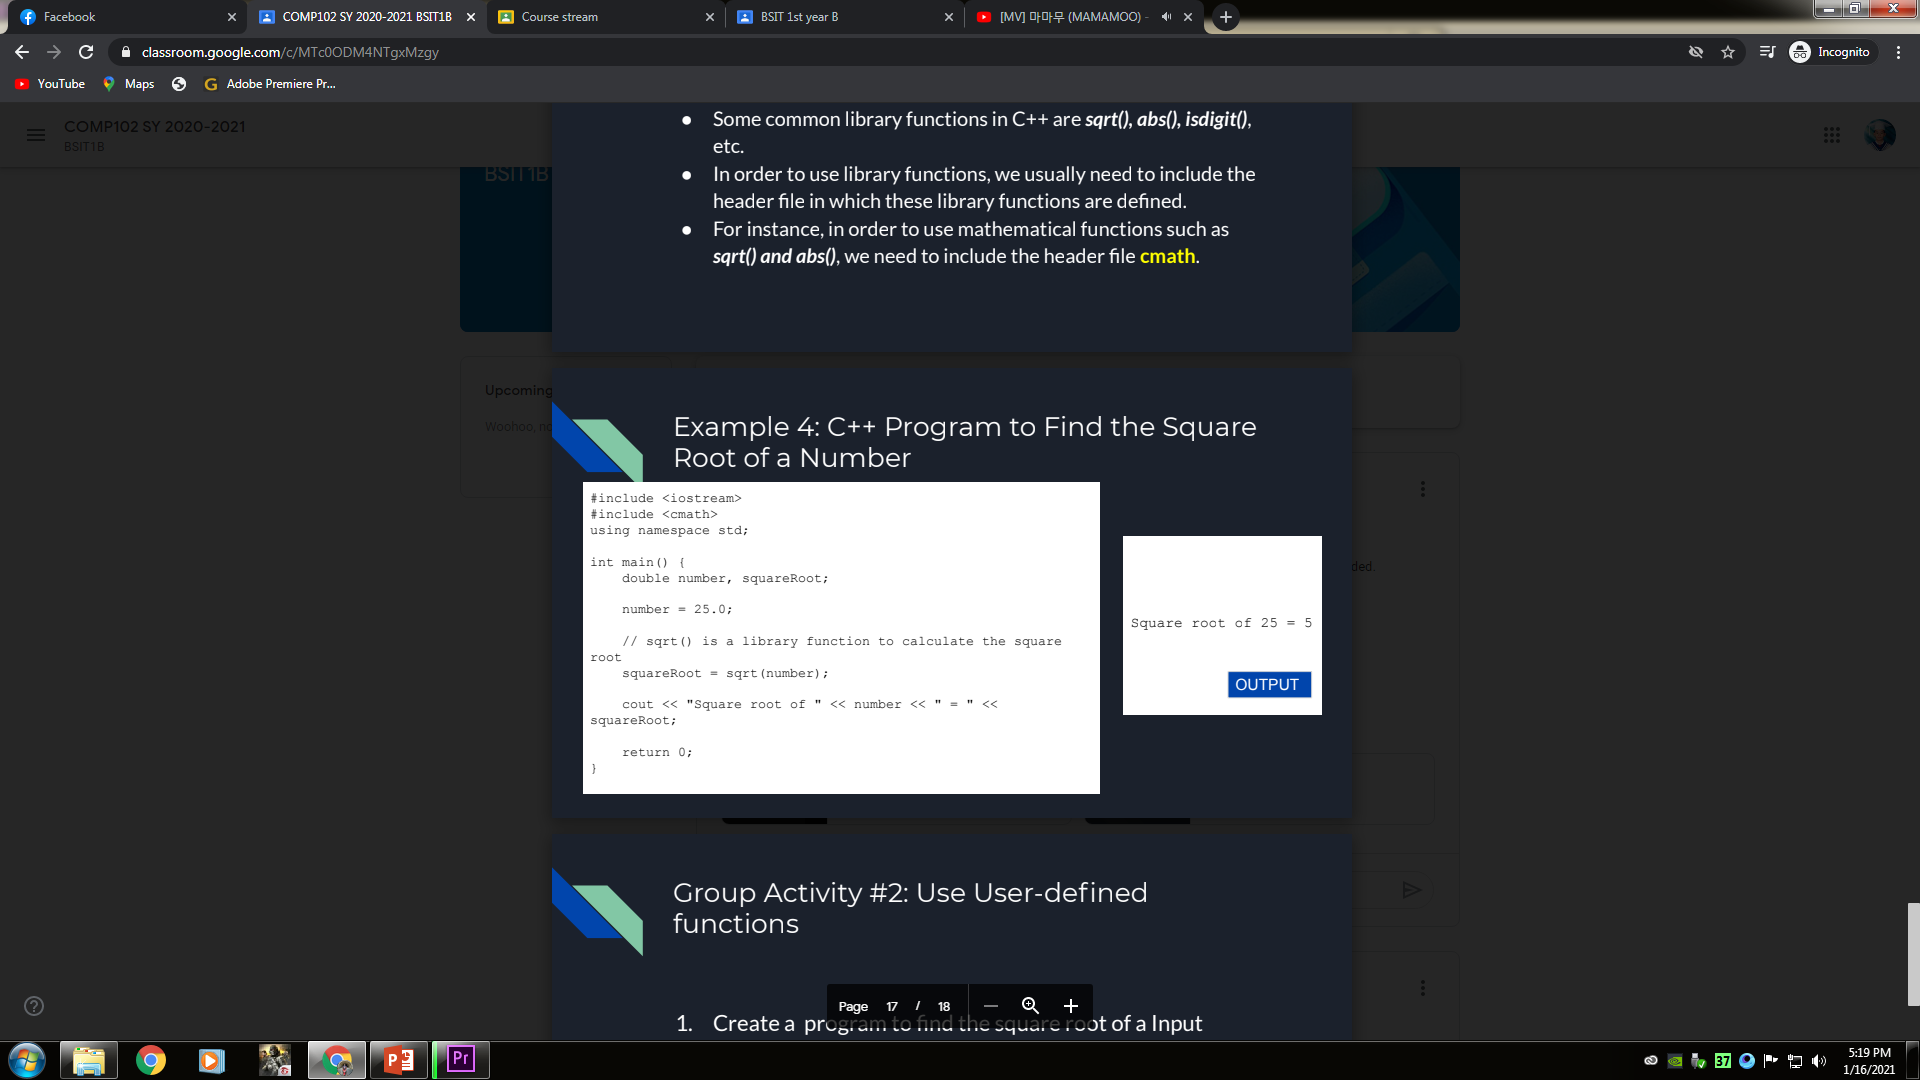 Facebook
COMP102 SY 2020-2021 BSIT1B
Course stream
BSIT 1st year B
[MV] 마마무 (MAMAMOO) -
classroom.google.com/c/MTc0ODM4NTgxMzgy
Incognito
YouTube
Maps
Adobe Premiere Pr...
COMP102 SY 2020-2021
BSIT1B
BSIT1B
● Some common library functions in C++ are sqrt(), abs(), isdigit(),
etc.
● In order to use library functions, we usually need to include the
header file in which these library functions are defined.
● For instance, in order to use mathematical functions such as
sqrt() and abs(), we need to include the header file cmath.
Upcoming
Woohoo, no
Example 4: C++ Program to Find the Square
Root of a Number
#include <iostream>
#include <cmath>
using namespace std;
int main() {
double number, squareRoot;
number = 25.0;
// sqrt() is a library function to calculate the square
root
squareRoot = sqrt(number);
cout << "Square root of " << number << " = " <<
squareRoot;
return 0;
}
Square root of 25 = 5
OUTPUT
ded.
Group Activity #2: Use User-defined
functions
Page 17 / 18
1. Create a program to find the square root of a Input
Pr
37
5:19 PM
1/16/2021